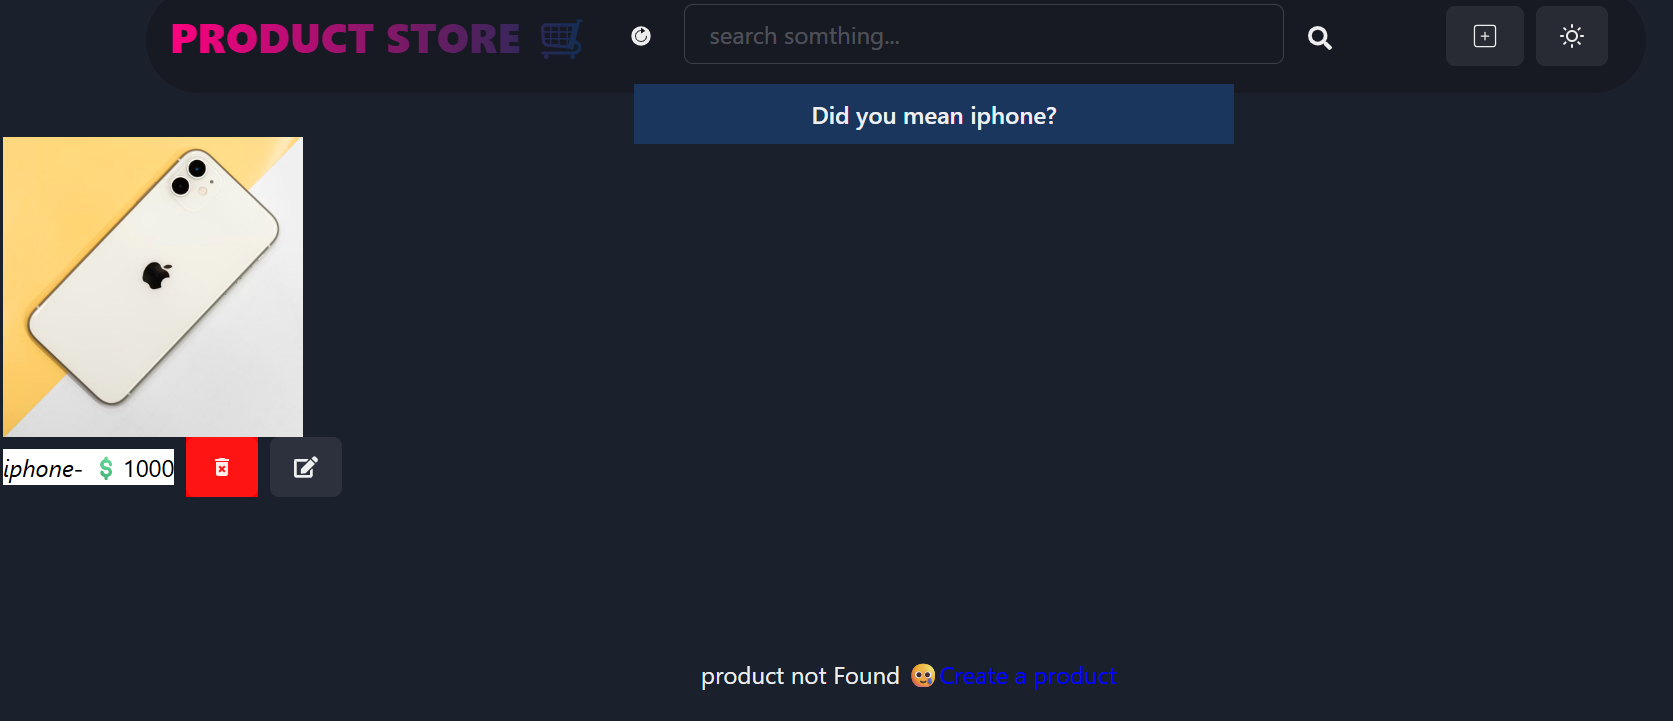 PRODUCT STORE 🛒
search somthing...
Did you mean iphone?
iphone- 💲 1000
product not Found 🥲Create a product